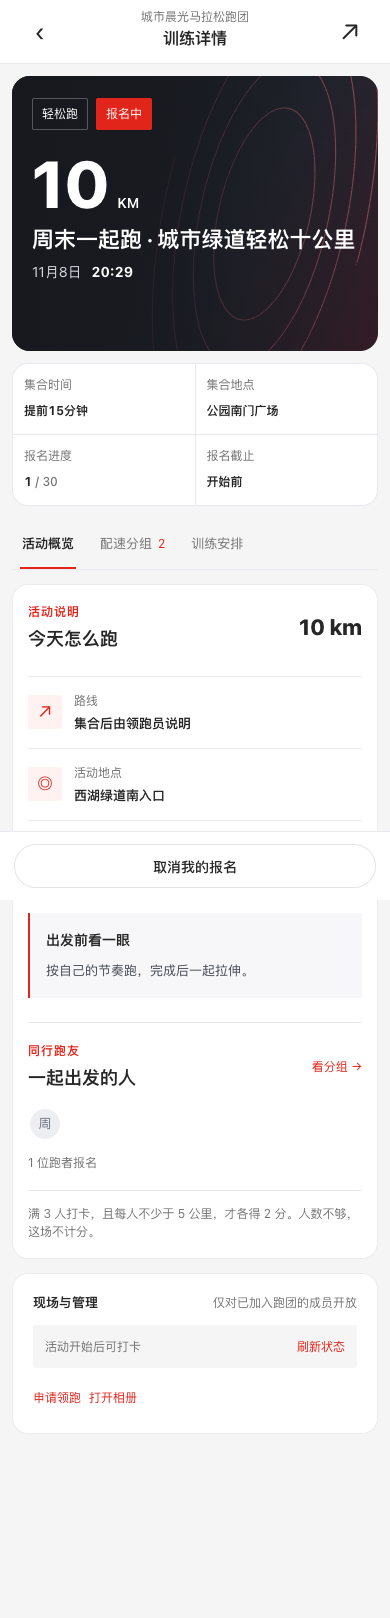 城市晨光马拉松跑团
训练详情
轻松跑 报名中
10 KM
周末一起跑 · 城市绿道轻松十公里
11月8日 20:29
集合时间
提前15分钟
集合地点
公园南门广场
报名进度
1 / 30
报名截止
开始前
活动概览 配速分组 2 训练安排
活动说明
今天怎么跑
10 km
路线
集合后由领跑员说明
活动地点
西湖绿道南入口
取消我的报名
出发前看一眼
按自己的节奏跑，完成后一起拉伸。
同行跑友
一起出发的人
看分组 →
周
1 位跑者报名
满 3 人打卡，且每人不少于 5 公里，才各得 2 分。人数不够，
这场不计分。
现场与管理
仅对已加入跑团的成员开放
活动开始后可打卡
刷新状态
申请领跑 打开相册